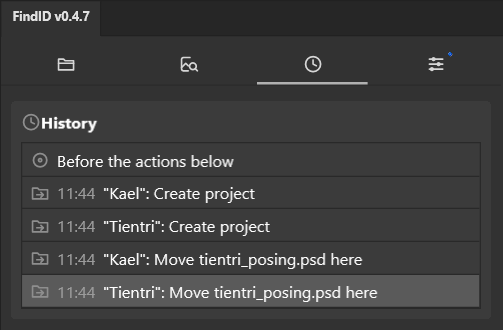 FindID v0.4.7
History
Before the actions below
11:44 "Kael": Create project
11:44 "Tientri": Create project
11:44 "Kael": Move tientri_posing.psd here
11:44 "Tientri": Move tientri_posing.psd here